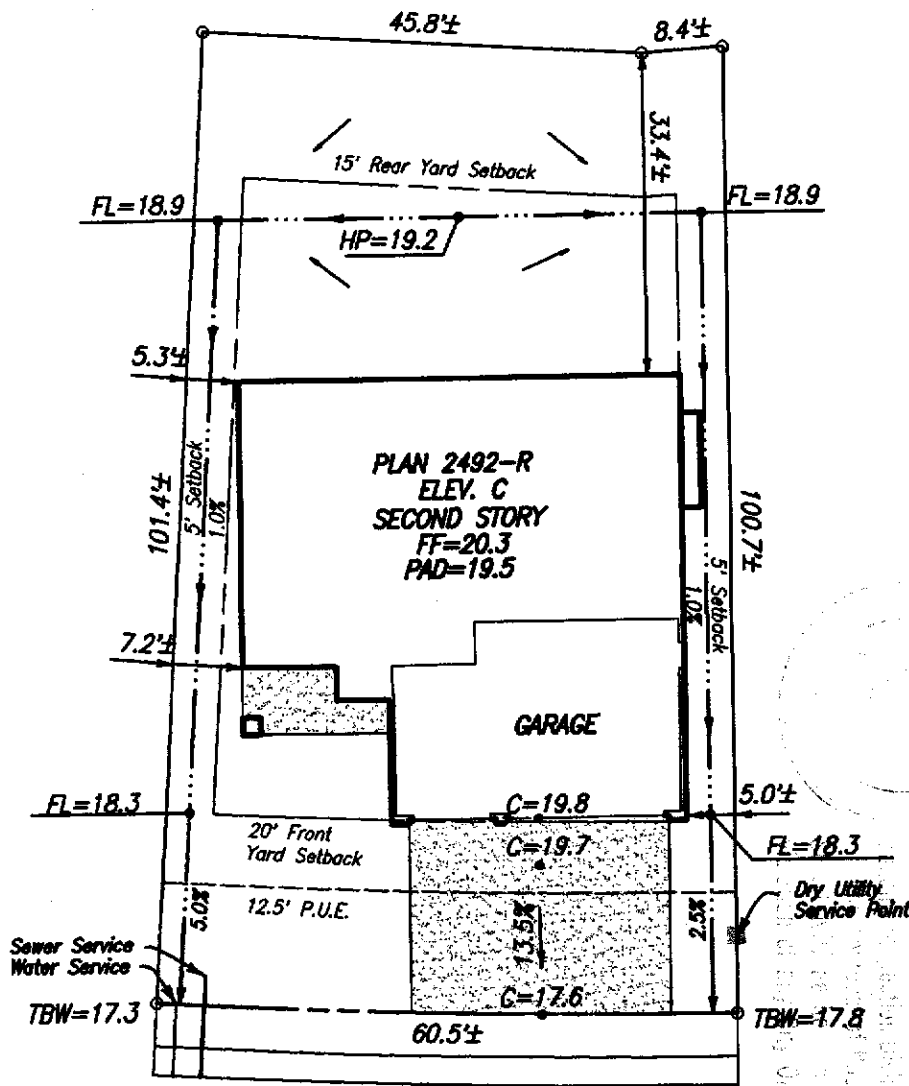 45.8'±
8.4'±
33.4'±
15' Rear Yard Setback
FL=18.9
FL=18.9
HP=19.2
5.3'±
PLAN 2492-R
ELEV. C
SECOND STORY
FF=20.3
PAD=19.5
101.4'±
5' Setback
1.0%
100.7'±
5' Setback
1.0%
7.2'±
GARAGE
FL=18.3
C=19.8
5.0'±
20' Front
Yard Setback
C=19.7
FL=18.3
12.5' P.U.E.
5.0%
13.5%
2.5%
Dry Utility
Service Point
Sewer Service
Water Service
TBW=17.3
C=17.6
TBW=17.8
60.5'±